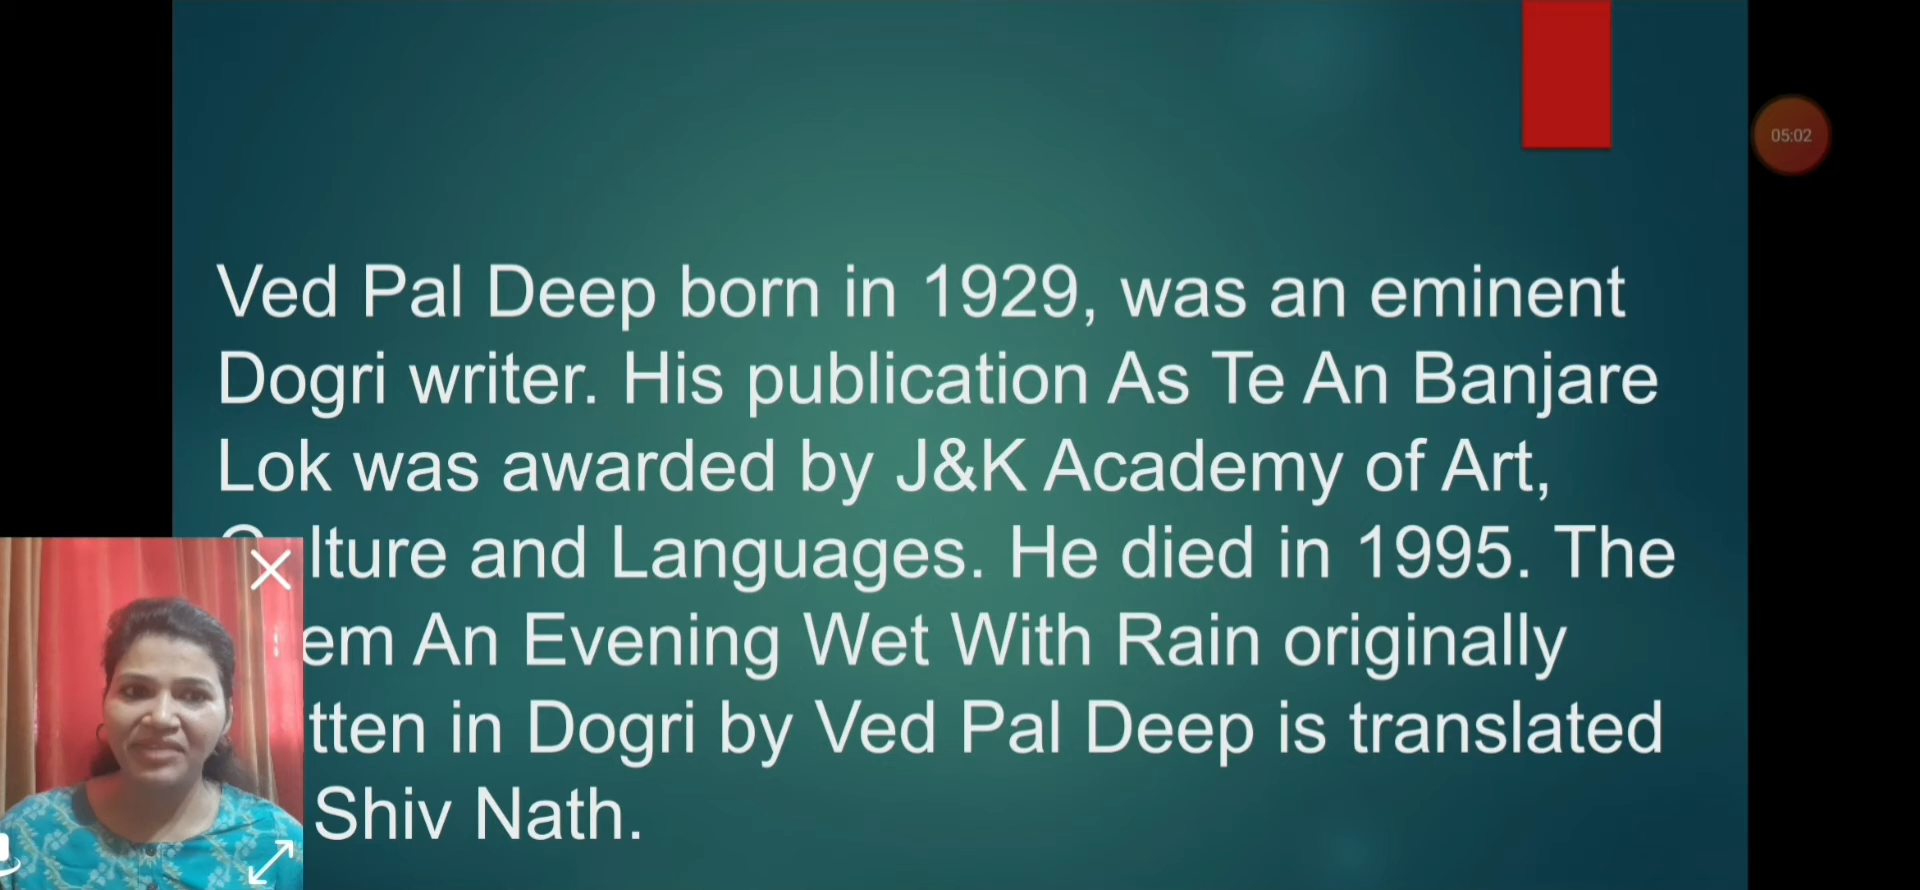 05:02
Ved Pal Deep born in 1929, was an eminent
Dogri writer. His publication As Te An Banjare
Lok was awarded by J&K Academy of Art,
lture and Languages. He died in 1995. The
em An Evening Wet With Rain originally
tten in Dogri by Ved Pal Deep is translated
Shiv Nath.